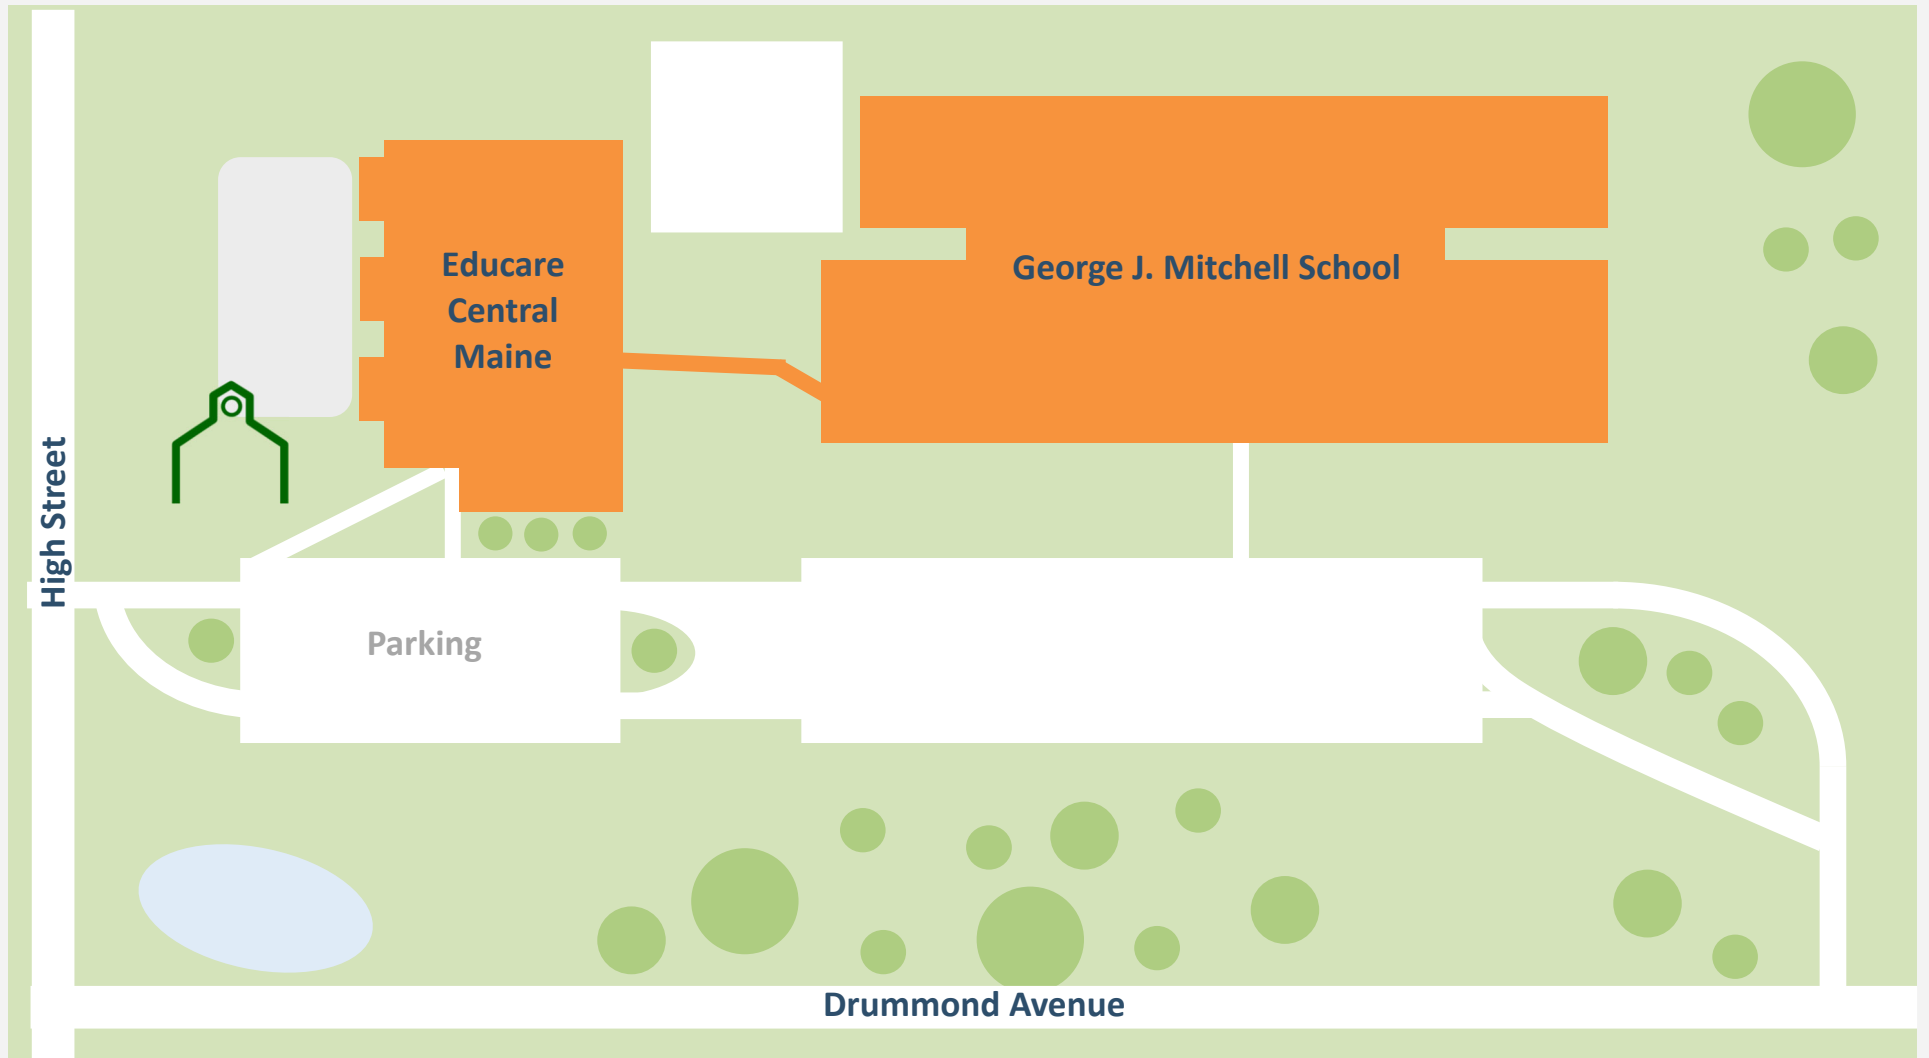 Educare
Central
Maine
George J. Mitchell School
High Street
Parking
Drummond Avenue